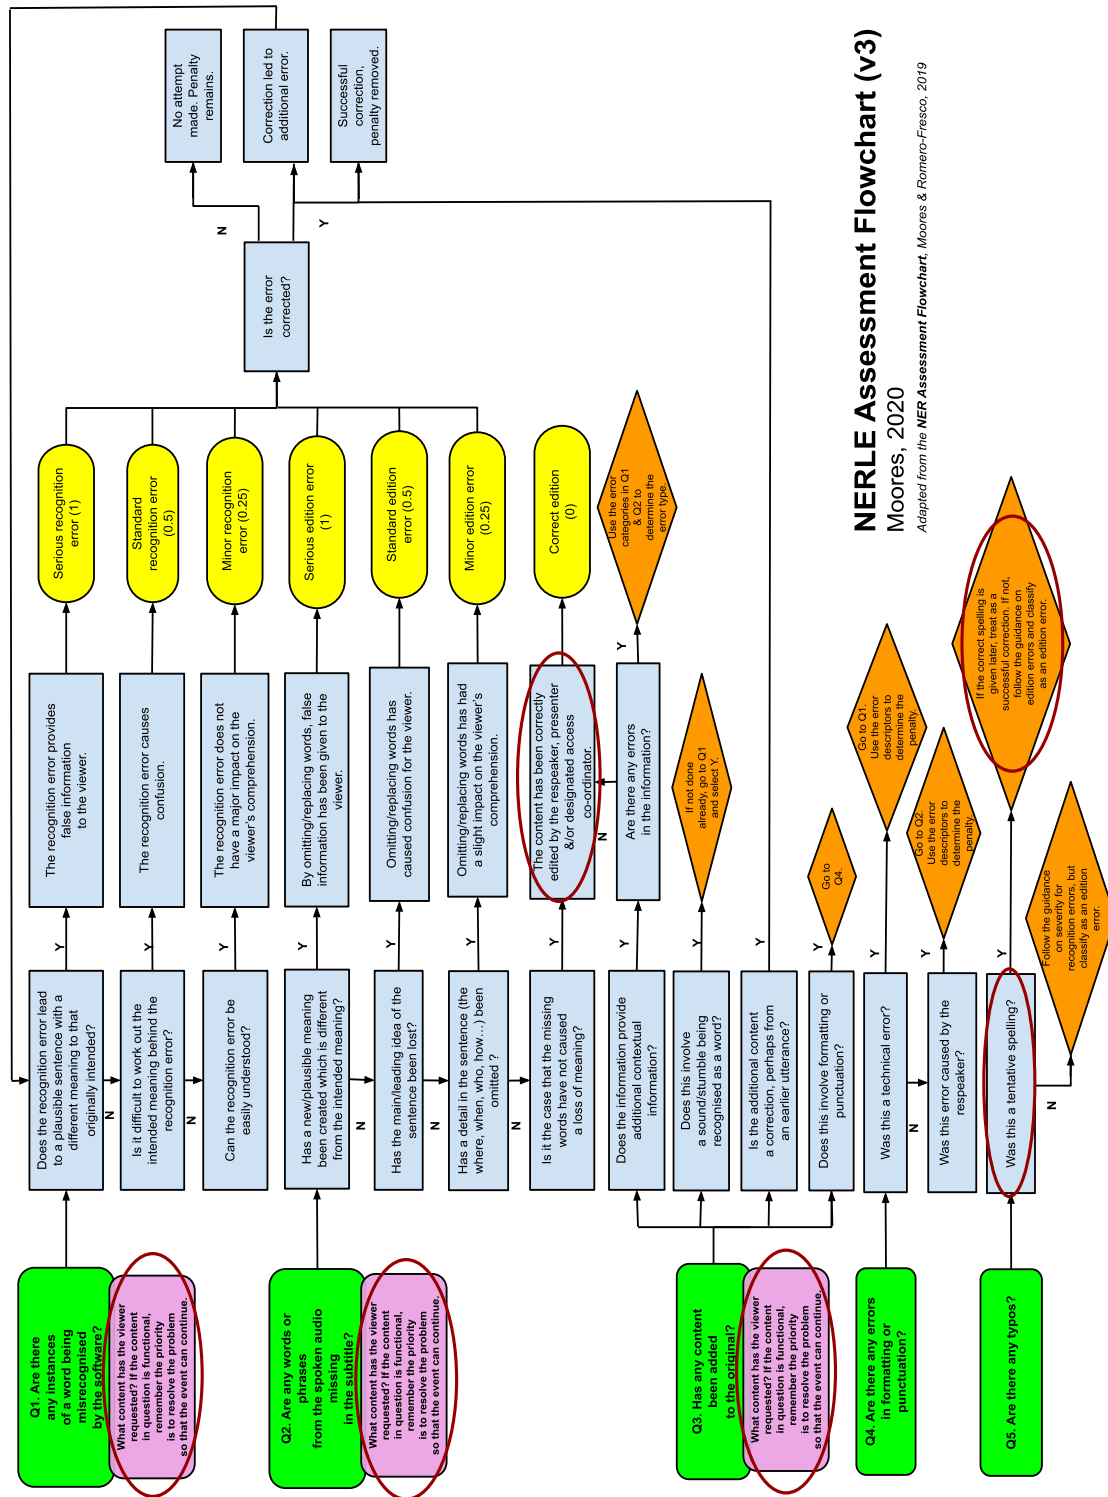 Q1. Are there
any instances
of a word being
misrecognised
by the software?
What content has the viewer
requested? If the content
in question is functional,
remember the priority
is to resolve the problem
so that the event can continue.
Does the recognition error lead
to a plausible sentence with a
different meaning to that
originally intended?
Y
The recognition error provides
false information
to the viewer.
Serious recognition
error (1)
N
Is it difficult to work out the
intended meaning behind the
recognition error?
Y
The recognition error causes
confusion.
Standard
recognition error
(0.5)
N
Can the recognition error be
easily understood?
Y
The recognition error does not
have a major impact on the
viewer's comprehension.
Minor recognition
error (0.25)
Q2. Are any words or
phrases
from the spoken audio
missing
in the subtitle?
What content has the viewer
requested? If the content
in question is functional,
remember the priority
is to resolve the problem
so that the event can continue.
Has a new/plausible meaning
been created which is different
from the intended meaning?
Y
By omitting/replacing words, false
information has been given to the
viewer.
Serious edition error
(1)
N
Has the main/leading idea of the
sentence been lost?
Y
Omitting/replacing words has
caused confusion for the viewer.
Standard edition
error (0.5)
N
Has a detail in the sentence (the
where, when, who, how…) been
omitted ?
Y
Omitting/replacing words has had
a slight impact on the viewer's
comprehension.
Minor edition error
(0.25)
N
Is it the case that the missing
words have not caused
a loss of meaning?
Y
The content has been correctly
edited by the respeaker, presenter
&/or designated access
co-ordinator.
Correct edition
(0)
Is the error
corrected?
N
No attempt
made. Penalty
remains.
Y
Correction led to
additional error.
Successful
correction,
penalty removed.
Q3. Has any content
been added
to the original?
What content has the viewer
requested? If the content
in question is functional,
remember the priority
is to resolve the problem
so that the event can continue.
Does the information provide
additional contextual
information?
Y
Are there any errors
in the information?
N
Y
Use the error
categories in Q1
& Q2 to
determine the
error type.
Does this involve
a sound/stumble being
recognised as a word?
Y
If not done
already, go to Q1
and select Y.
Is the additional content
a correction, perhaps from
an earlier utterance?
Y
Does this involve formatting or
punctuation?
Y
Go to
Q4.
Q4. Are there any errors
in formatting or
punctuation?
Was this a technical error?
Y
Go to Q1.
Use the error
descriptors to
determine the
penalty.
N
Was this error caused by the
respeaker?
Y
Go to Q2.
Use the error
descriptors to
determine the
penalty.
Q5. Are there any typos?
Was this a tentative spelling?
Y
If the correct spelling is
given later, treat as a
successful correction. If not,
follow the guidance on
edition errors and classify
as an edition error.
N
Follow the guidance
on severity for
recognition errors, but
classify as an edition
error.
NERLE Assessment Flowchart (v3)
Moores, 2020
Adapted from the NER Assessment Flowchart, Moores & Romero-Fresco, 2019